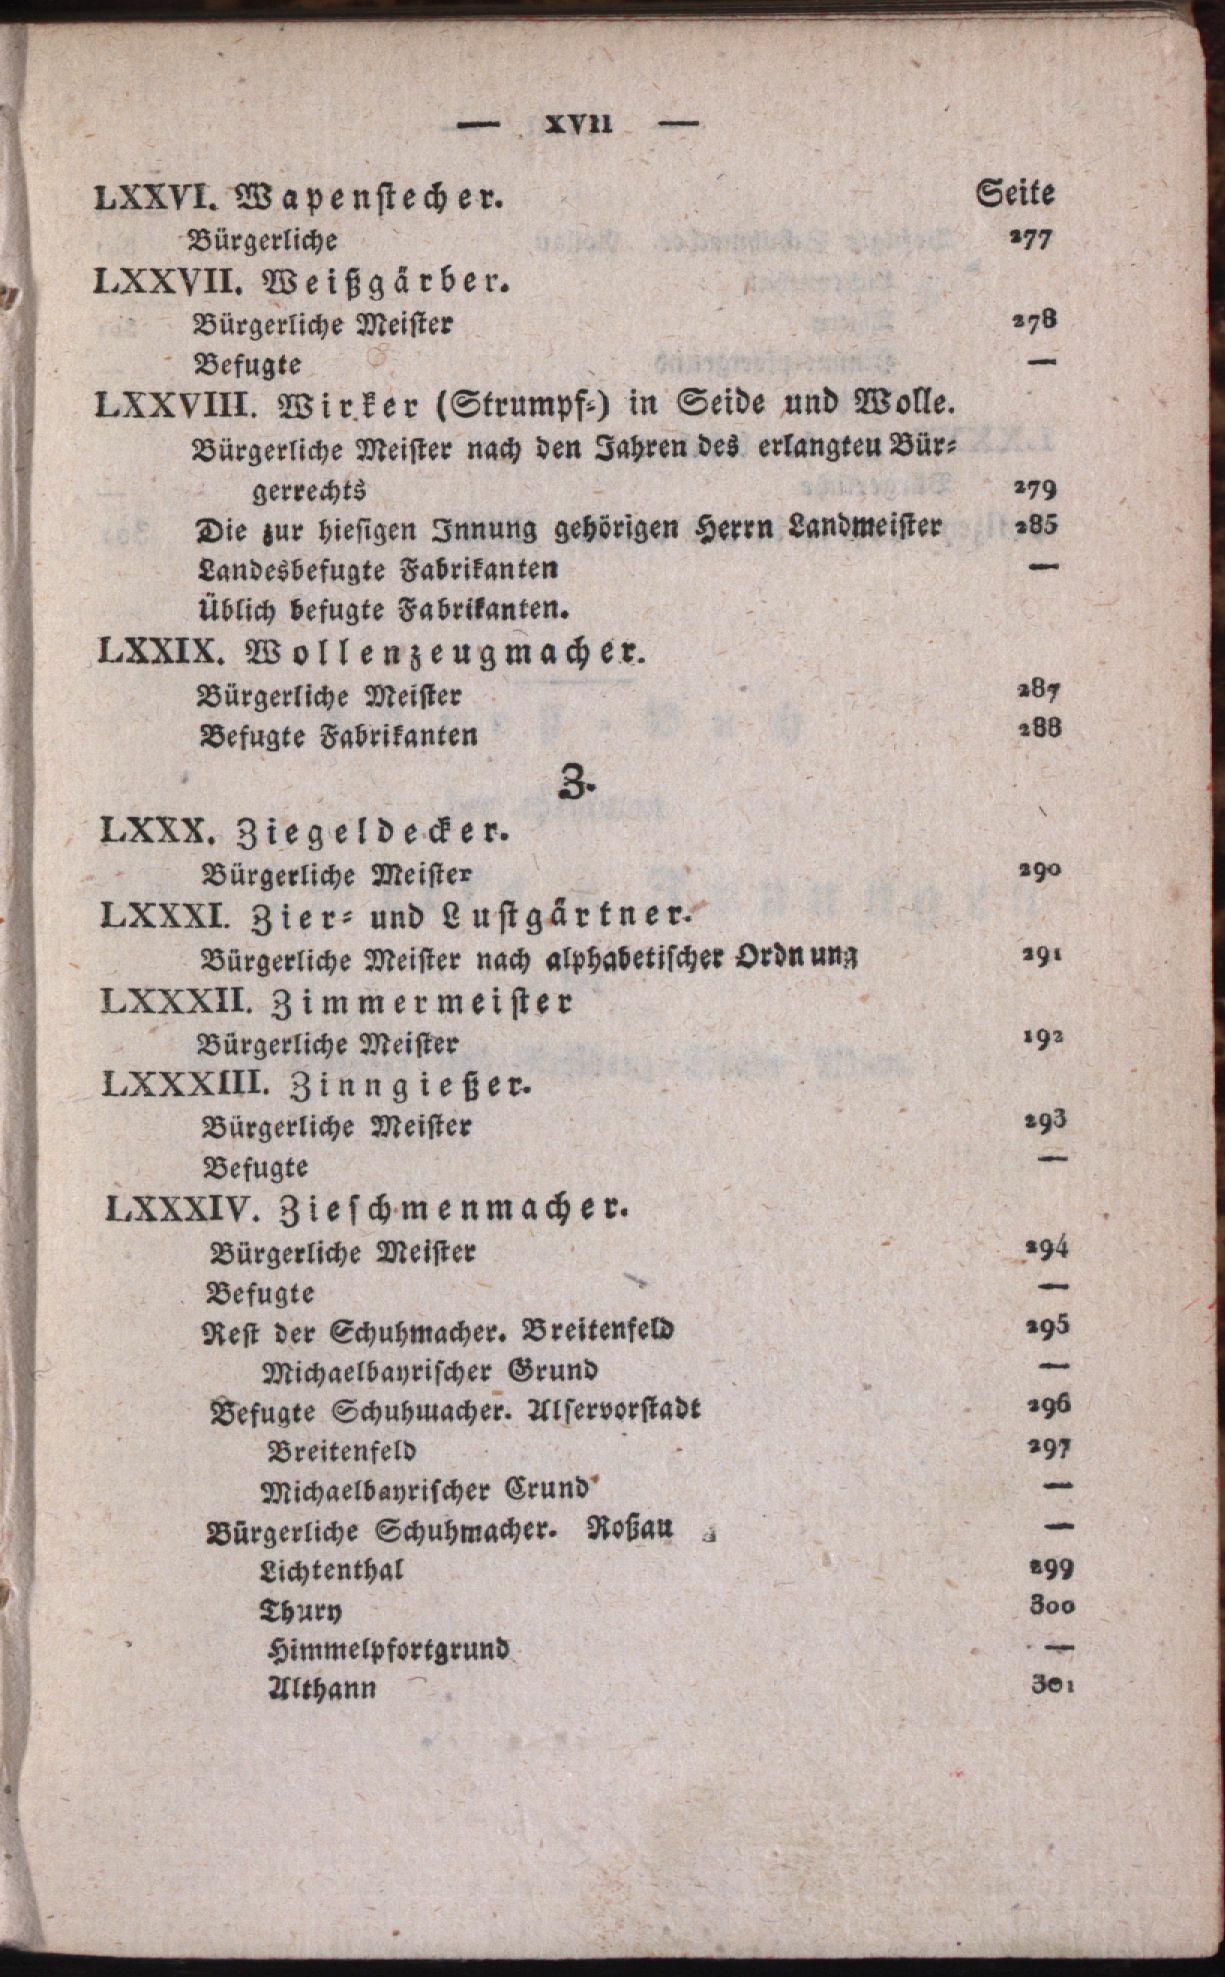 — XVII —
LXXVI. Wapenstecher. Seite
Bürgerliche 277
LXXVII. Weißgärber.
Bürgerliche Meister 278
Befugte —
LXXVIII. Wirker (Strumpf=) in Seide und Wolle.
Bürgerliche Meister nach den Jahren des erlangteu Bür=
gerrechts 279
Die zur hiesigen Innung gehörigen Herrn Landmeister 285
Landesbefugte Fabrikanten —
Üblich befugte Fabrikanten.
LXXIX. Wollenzeugmacher.
Bürgerliche Meister 287
Befugte Fabrikanten 288
Z.
LXXX. Ziegeldecker.
Bürgerliche Meister 290
LXXXI. Zier= und Lustgärtner.
Bürgerliche Meister nach alphabetischer Ordnung 291
LXXXII. Zimmermeister
Bürgerliche Meister 192
LXXXIII. Zinngießer.
Bürgerliche Meister 293
Befugte —
LXXXIV. Zieschmenmacher.
Bürgerliche Meister 294
Befugte —
Rest der Schuhmacher. Breitenfeld 295
Michaelbayrischer Grund —
Befugte Schuhmacher. Alservorstadt 296
Breitenfeld 297
Michaelbayrischer Crund —
Bürgerliche Schuhmacher. Roßau —
Lichtenthal 299
Thury 300
Himmelpfortgrund —
Althann 301